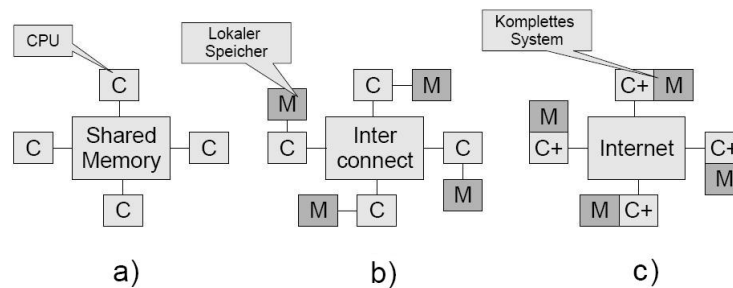 CPU
C
C
Shared
Memory
C
C
a)
Lokaler
Speicher
M
C
M
C
Inter
connect
C
M
C
M
b)
Komplettes
System
C+
M
M
C+
Internet
C+
M
M
C+
c)